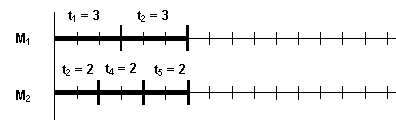 t1 = 3 t2 = 3
M1
t2 = 2 t4 = 2 t5 = 2
M2